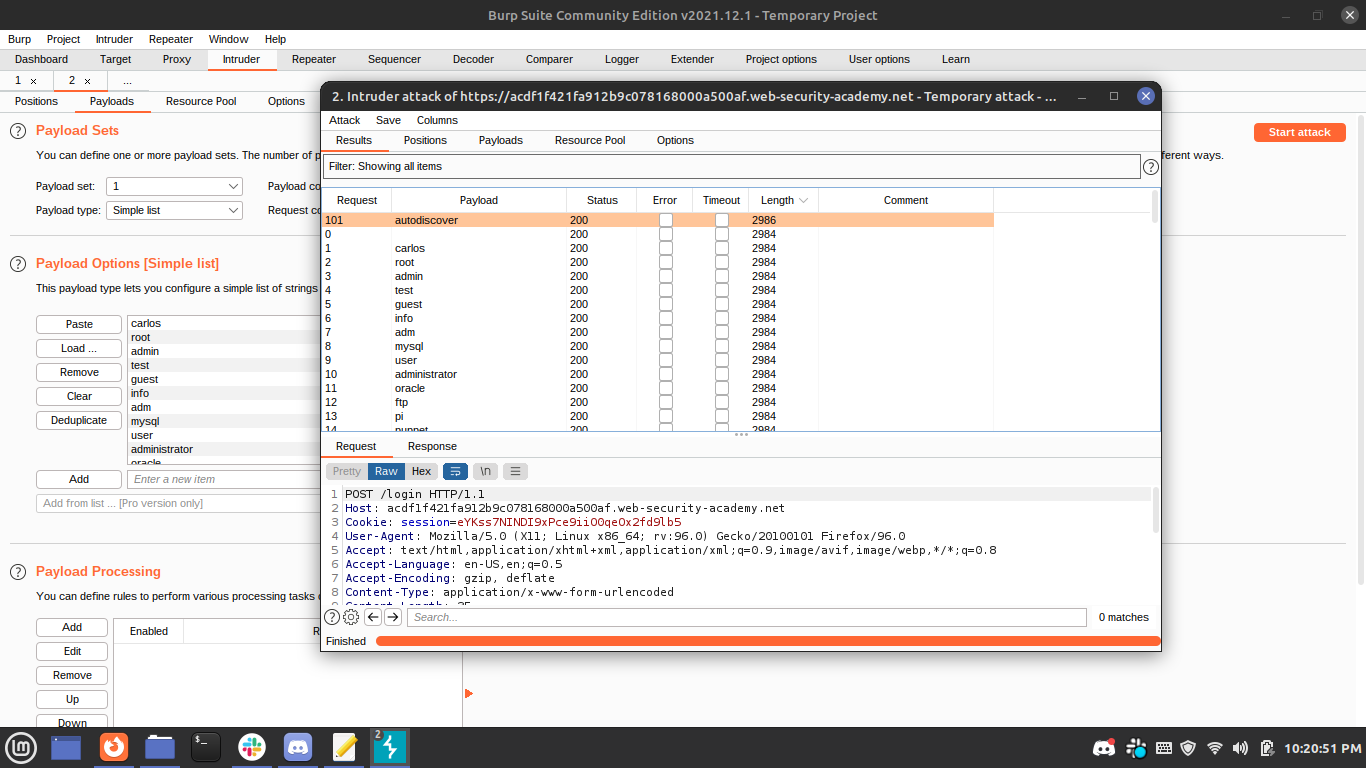 Burp Suite Community Edition v2021.12.1 - Temporary Project
Burp Project Intruder Repeater Window Help
Dashboard Target Proxy Intruder Repeater Sequencer Decoder Comparer Logger Extender Project options User options Learn
1 × 2 × ...
Positions Payloads Resource Pool Options
? Payload Sets
Start attack
You can define one or more payload sets. The number of p
ferent ways.
Payload set: 1 Payload co
Payload type: Simple list Request co
? Payload Options [Simple list]
This payload type lets you configure a simple list of strings
Paste
Load ...
Remove
Clear
Deduplicate
carlos
root
admin
test
guest
info
adm
mysql
user
administrator
oracle
Add Enter a new item
Add from list ... [Pro version only]
? Payload Processing
You can define rules to perform various processing tasks
Add
Edit
Remove
Up
Down
Enabled R
2. Intruder attack of https://acdf1f421fa912b9c078168000a500af.web-security-academy.net - Temporary attack - ...
Attack Save Columns
Results Positions Payloads Resource Pool Options
Filter: Showing all items ?
Request Payload Status Error Timeout Length Comment
101 autodiscover 200 2986
0 200 2984
1 carlos 200 2984
2 root 200 2984
3 admin 200 2984
4 test 200 2984
5 guest 200 2984
6 info 200 2984
7 adm 200 2984
8 mysql 200 2984
9 user 200 2984
10 administrator 200 2984
11 oracle 200 2984
12 ftp 200 2984
13 pi 200 2984
14 puppet 200 2984
Request Response
Pretty Raw Hex \n
1 POST /login HTTP/1.1
2 Host: acdf1f421fa912b9c078168000a500af.web-security-academy.net
3 Cookie: session=eYKss7NINDI9xPce9iiO0qeOx2fd9lb5
4 User-Agent: Mozilla/5.0 (X11; Linux x86_64; rv:96.0) Gecko/20100101 Firefox/96.0
5 Accept: text/html,application/xhtml+xml,application/xml;q=0.9,image/avif,image/webp,*/*;q=0.8
6 Accept-Language: en-US,en;q=0.5
7 Accept-Encoding: gzip, deflate
8 Content-Type: application/x-www-form-urlencoded
9 Content-Length: 25
? Search... 0 matches
Finished
2
10:20:51 PM